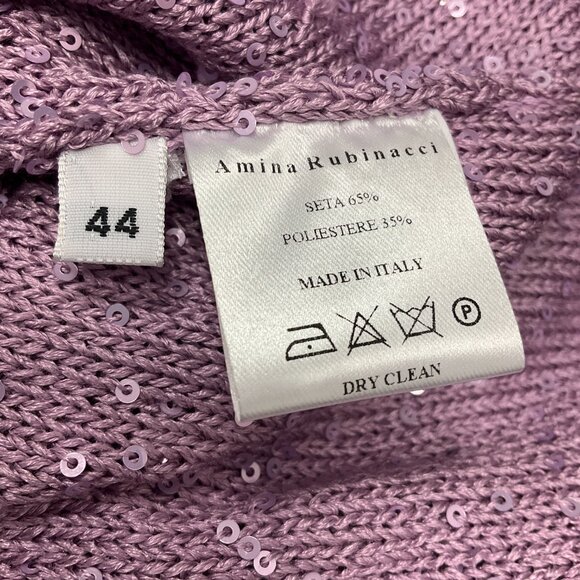 44
Amina Rubinacci
SETA 65%
POLIESTERE 35%
MADE IN ITALY
P
DRY CLEAN